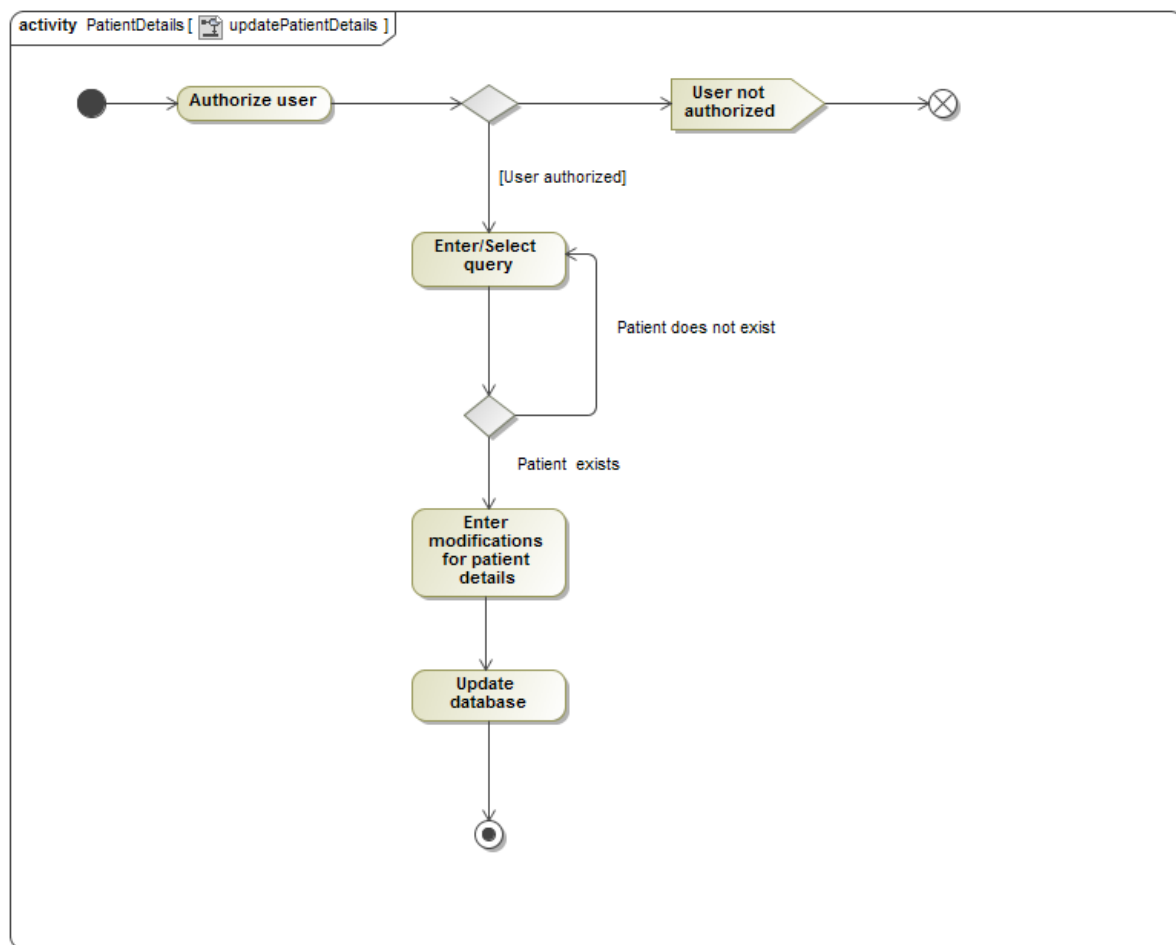 activity PatientDetails [ updatePatientDetails ]
Authorize user
User not
authorized
[User authorized]
Enter/Select
query
Patient does not exist
Patient  exists
Enter
modifications
for patient
details
Update
database